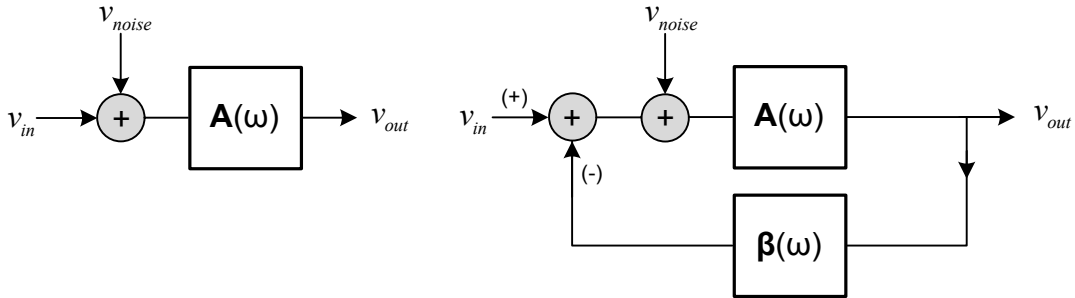 v_noise
v_in
+
A(ω)
v_out
v_noise
(+)
v_in
+
+
A(ω)
v_out
(-)
β(ω)